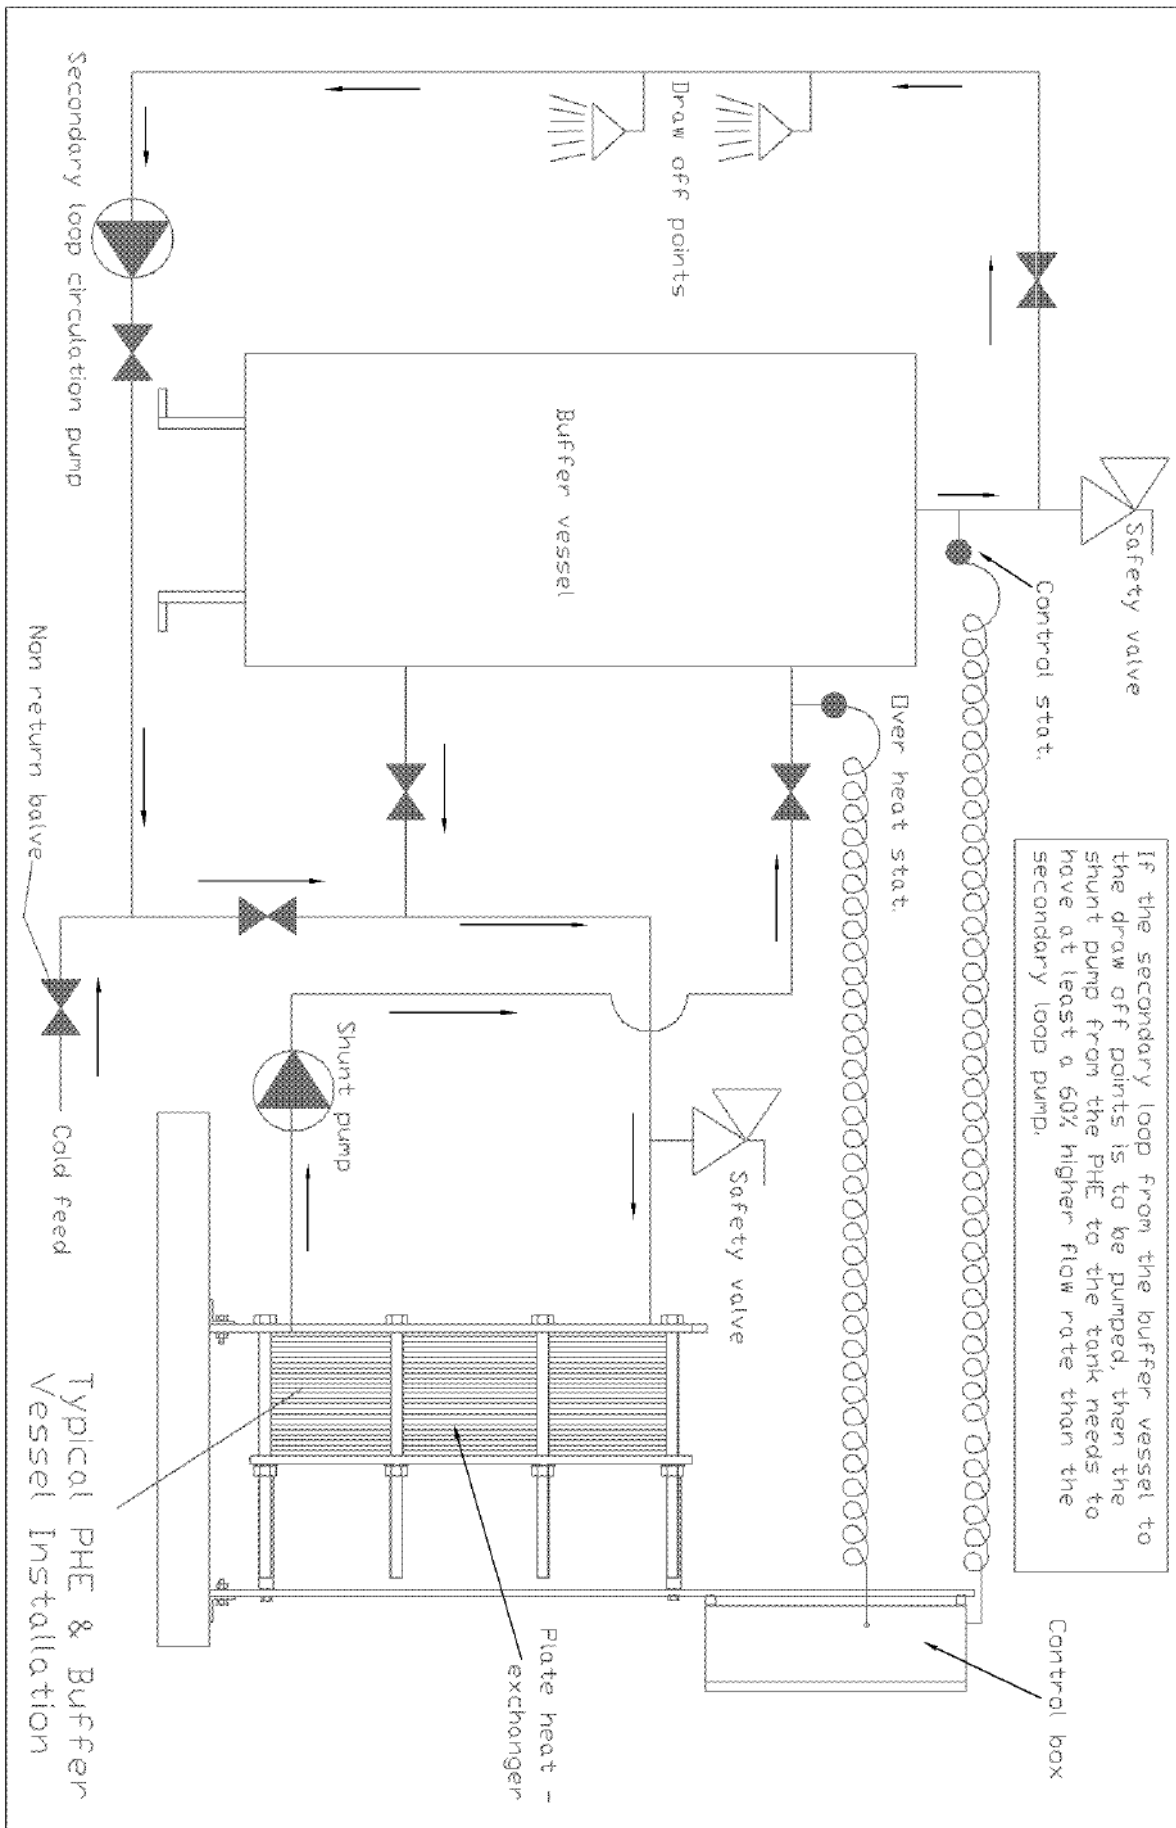 If the secondary loop from the buffer vessel to
the draw off points is to be pumped, then the
shunt pump from the PHE to the tank needs to
have at least a 60% higher flow rate than the
secondary loop pump.
Safety valve
Control stat.
Control box
Over heat stat.
Draw off points
Buffer vessel
Safety valve
Plate heat -
exchanger
Shunt pump
Secondary loop circulation pump
Non return balve
Cold feed
Typical PHE & Buffer
Vessel Installation